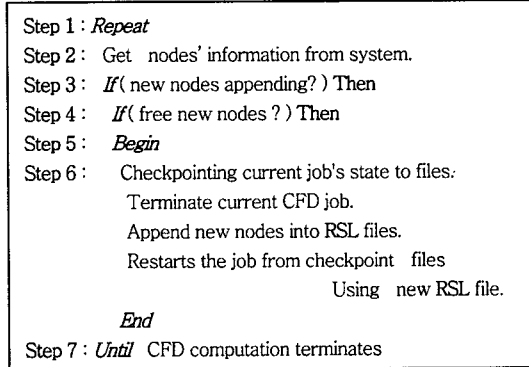 Step 1 : Repeat
Step 2 : Get nodes' information from system.
Step 3 : If( new nodes appending? ) Then
Step 4 : If( free new nodes ? ) Then
Step 5 : Begin
Step 6 : Checkpointing current job's state to files.
Terminate current CFD job.
Append new nodes into RSL files.
Restarts the job from checkpoint files
Using new RSL file.
End
Step 7 : Until CFD computation terminates